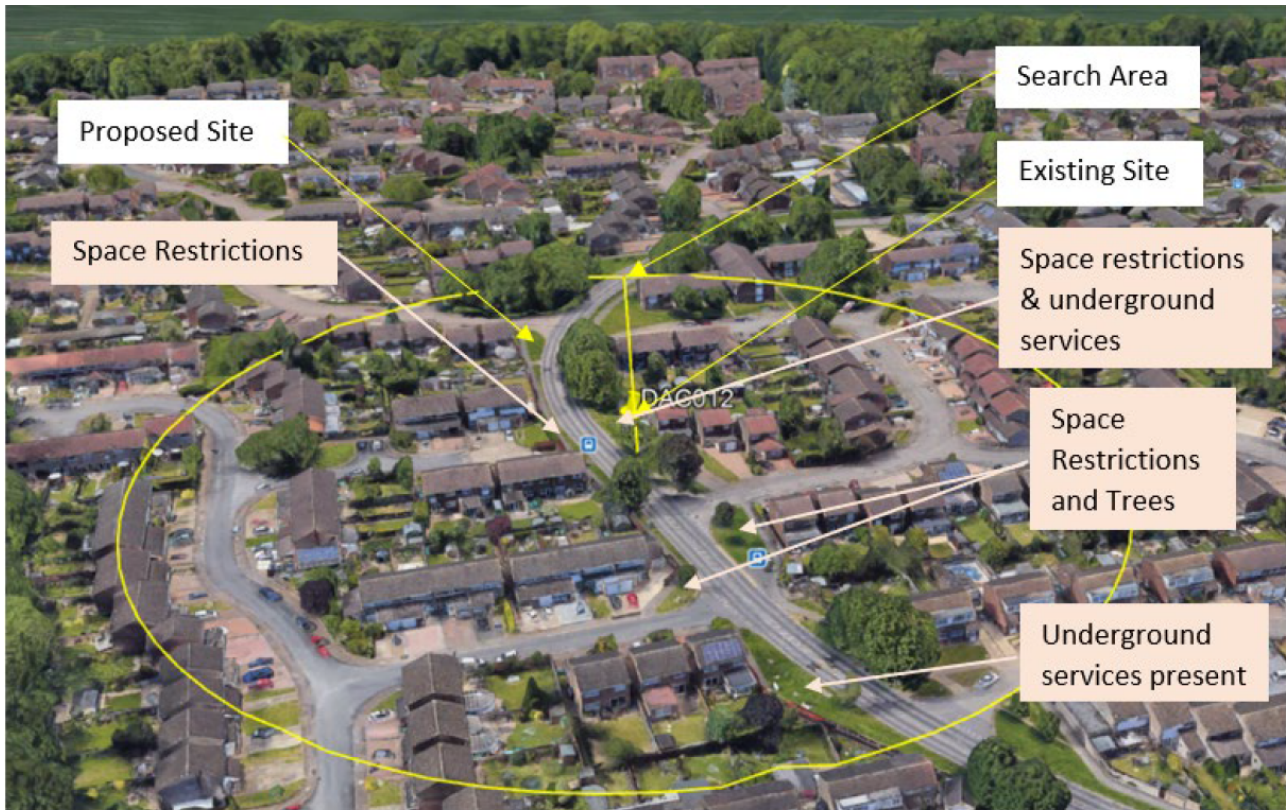 Search Area
Proposed Site
Existing Site
Space Restrictions
Space restrictions
& underground
services
DAC012
Space
Restrictions
and Trees
Underground
services present